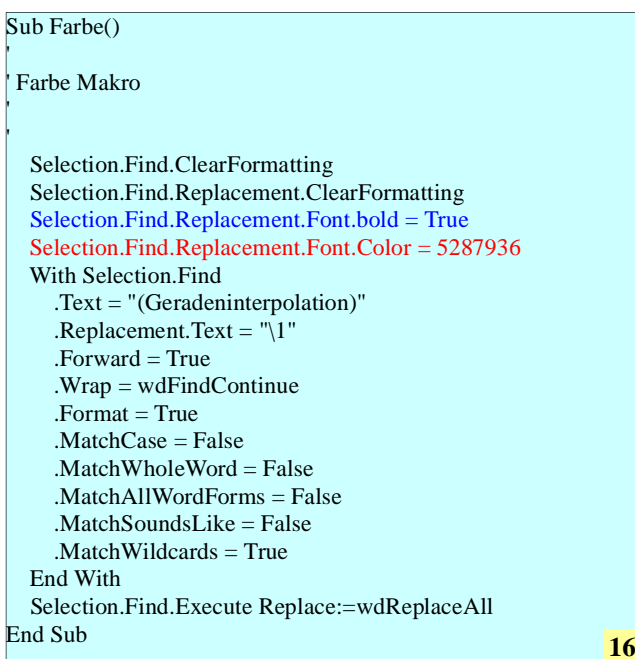 Sub Farbe()
'
' Farbe Makro
'
'
Selection.Find.ClearFormatting
Selection.Find.Replacement.ClearFormatting
Selection.Find.Replacement.Font.bold = True
Selection.Find.Replacement.Font.Color = 5287936
With Selection.Find
.Text = "(Geradeninterpolation)"
.Replacement.Text = "\1"
.Forward = True
.Wrap = wdFindContinue
.Format = True
.MatchCase = False
.MatchWholeWord = False
.MatchAllWordForms = False
.MatchSoundsLike = False
.MatchWildcards = True
End With
Selection.Find.Execute Replace:=wdReplaceAll
End Sub
16